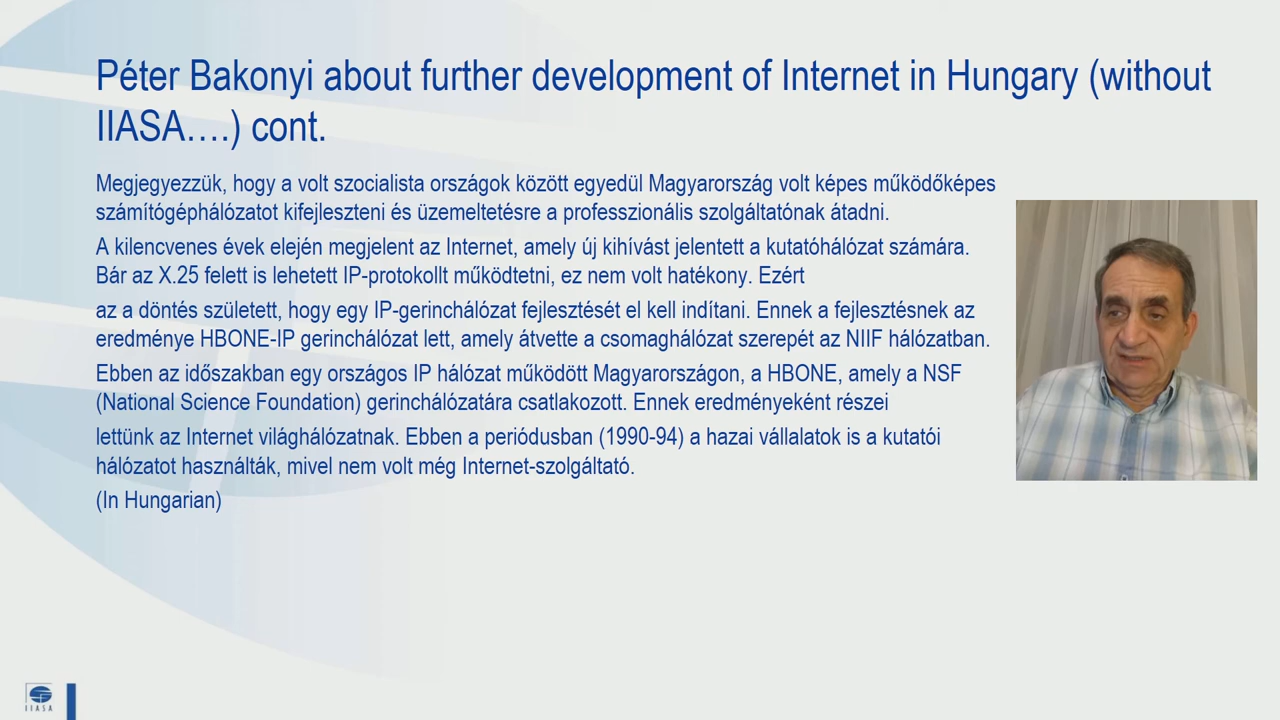 Péter Bakonyi about further development of Internet in Hungary (without
IIASA….) cont.
Megjegyezzük, hogy a volt szocialista országok között egyedül Magyarország volt képes működőképes
számítógéphálózatot kifejleszteni és üzemeltetésre a professzionális szolgáltatónak átadni.
A kilencvenes évek elején megjelent az Internet, amely új kihívást jelentett a kutatóhálózat számára.
Bár az X.25 felett is lehetett IP-protokollt működtetni, ez nem volt hatékony. Ezért
az a döntés született, hogy egy IP-gerinchálózat fejlesztését el kell indítani. Ennek a fejlesztésnek az
eredménye HBONE-IP gerinchálózat lett, amely átvette a csomaghálózat szerepét az NIIF hálózatban.
Ebben az időszakban egy országos IP hálózat működött Magyarországon, a HBONE, amely a NSF
(National Science Foundation) gerinchálózatára csatlakozott. Ennek eredményeként részei
lettünk az Internet világhálózatnak. Ebben a periódusban (1990-94) a hazai vállalatok is a kutatói
hálózatot használták, mivel nem volt még Internet-szolgáltató.
(In Hungarian)
IIASA